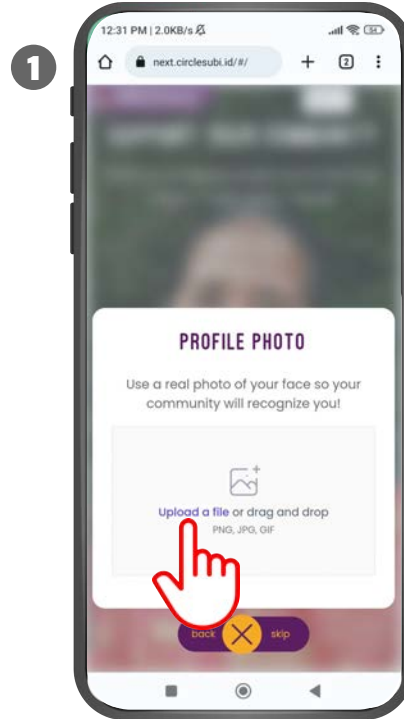 1
12:31 PM | 2.0KB/s
54
next.circlesubi.id/#/
2
PROFILE PHOTO
Use a real photo of your face so your
community will recognize you!
Upload a file or drag and drop
PNG, JPG, GIF
back
skip